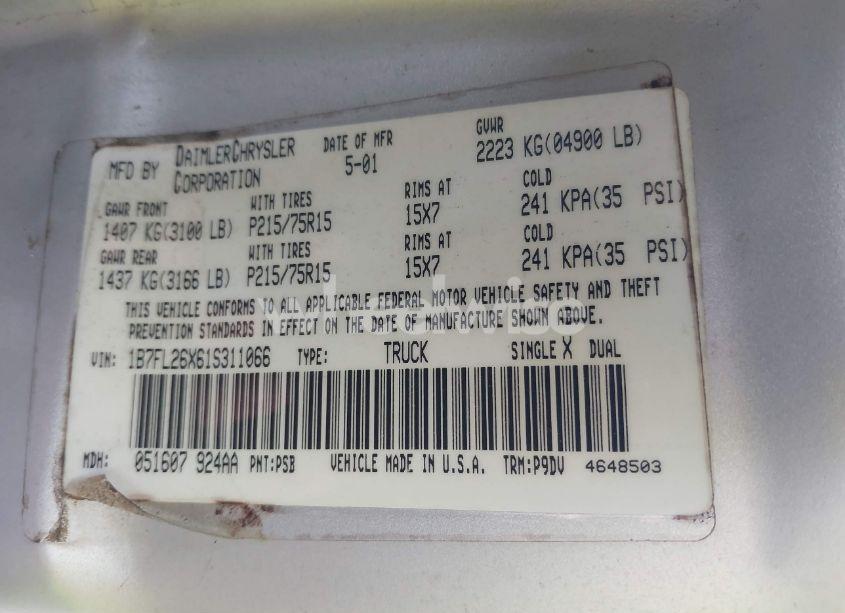 MFD BY DAIMLERCHRYSLER CORPORATION DATE OF MFR 5-01 GVWR 2223 KG(04900 LB)
GAWR FRONT WITH TIRES RIMS AT COLD
1407 KG(3100 LB) P215/75R15 15X7 241 KPA(35 PSI)
GAWR REAR WITH TIRES RIMS AT COLD
1437 KG(3166 LB) P215/75R15 15X7 241 KPA(35 PSI)
THIS VEHICLE CONFORMS TO ALL APPLICABLE FEDERAL MOTOR VEHICLE SAFETY AND THEFT
PREVENTION STANDARDS IN EFFECT ON THE DATE OF MANUFACTURE SHOWN ABOVE.
VIN: 1B7FL26X61S311066 TYPE: TRUCK SINGLE X DUAL
MDH: 051607 924AA PNT:PSB VEHICLE MADE IN U.S.A. TRM:P9DV 4648503